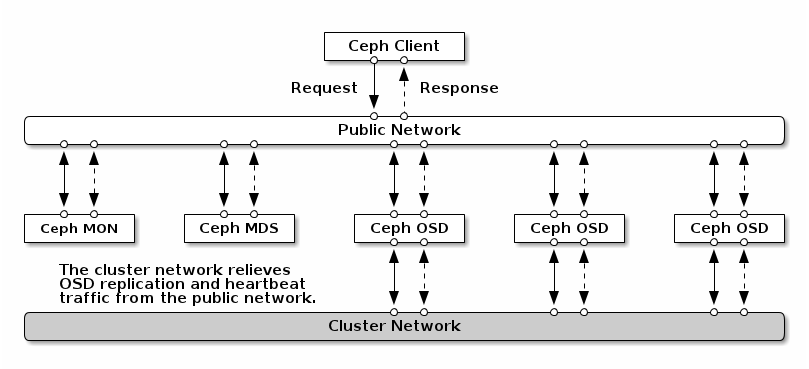 Ceph Client
Request
Response
Public Network
Ceph MON
Ceph MDS
Ceph OSD
Ceph OSD
Ceph OSD
The cluster network relieves
OSD replication and heartbeat
traffic from the public network.
Cluster Network